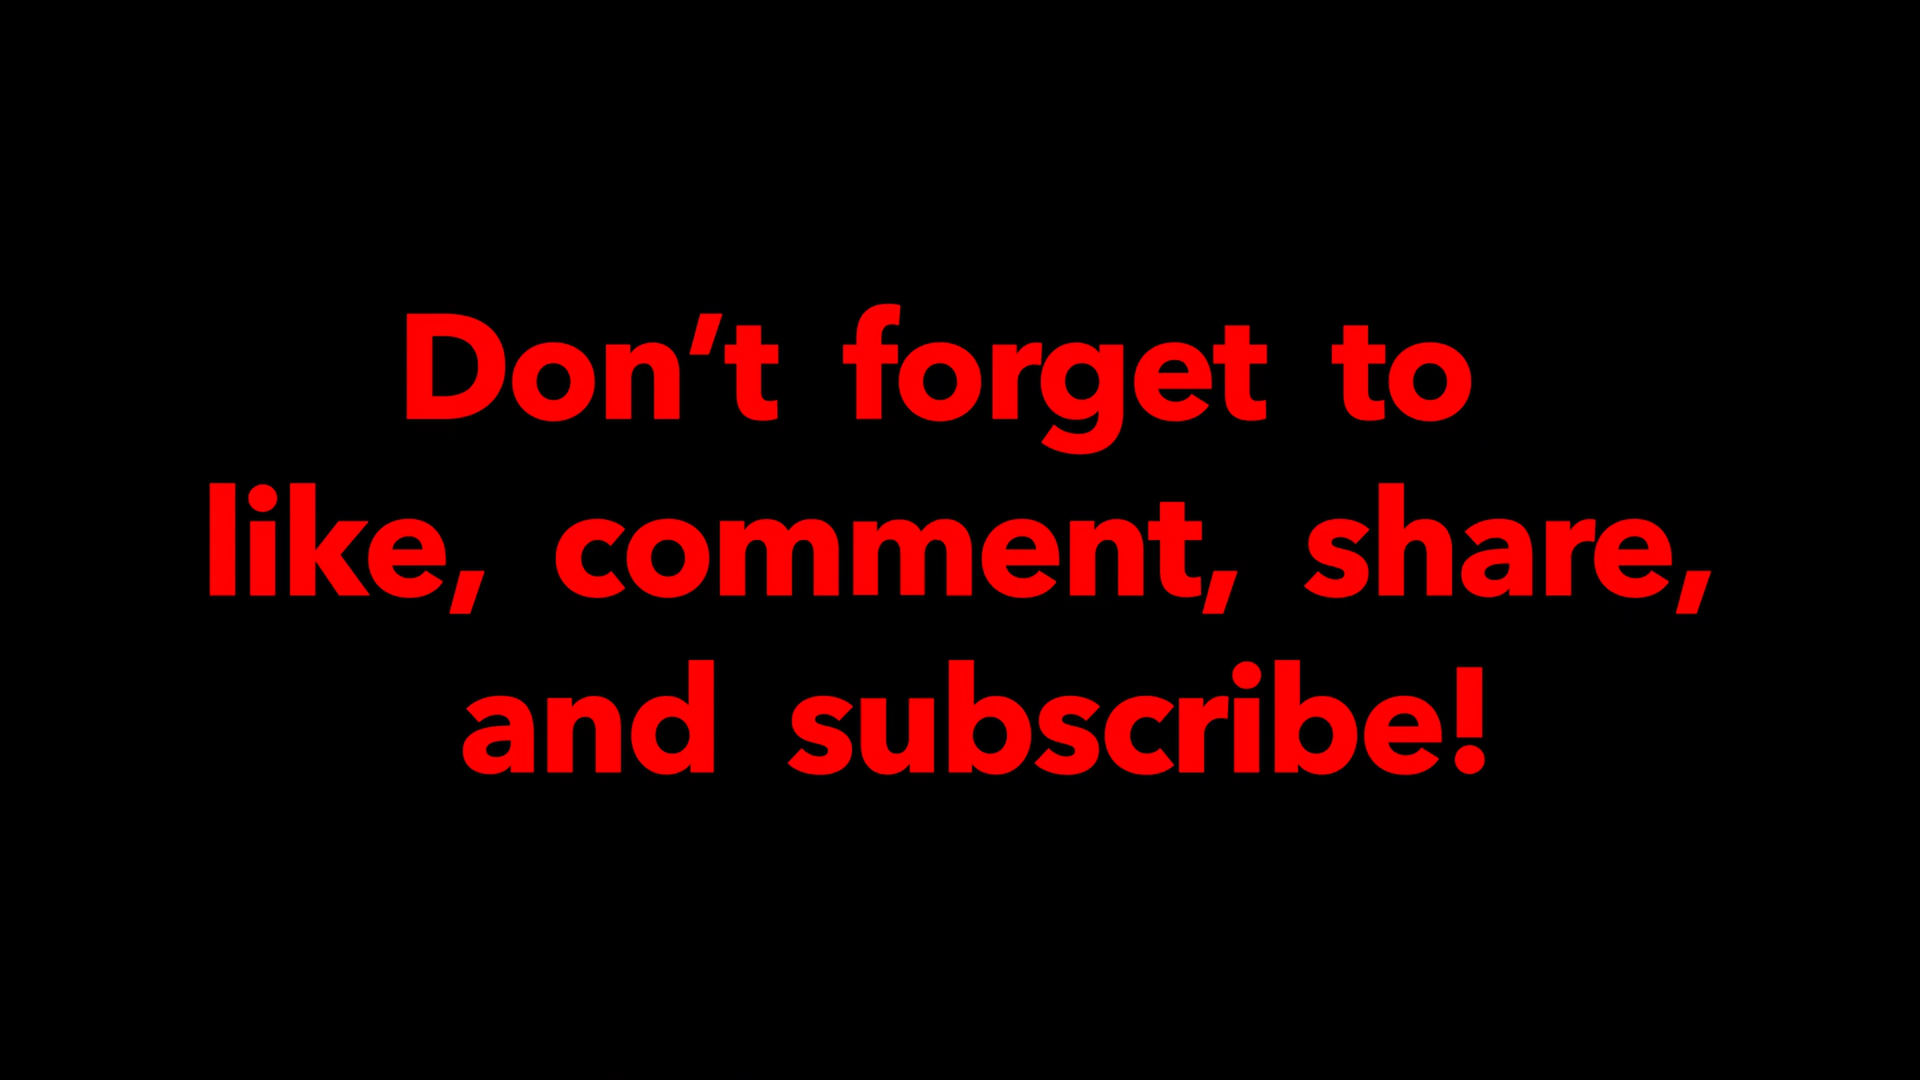 Don’t forget to
like, comment, share,
and subscribe!